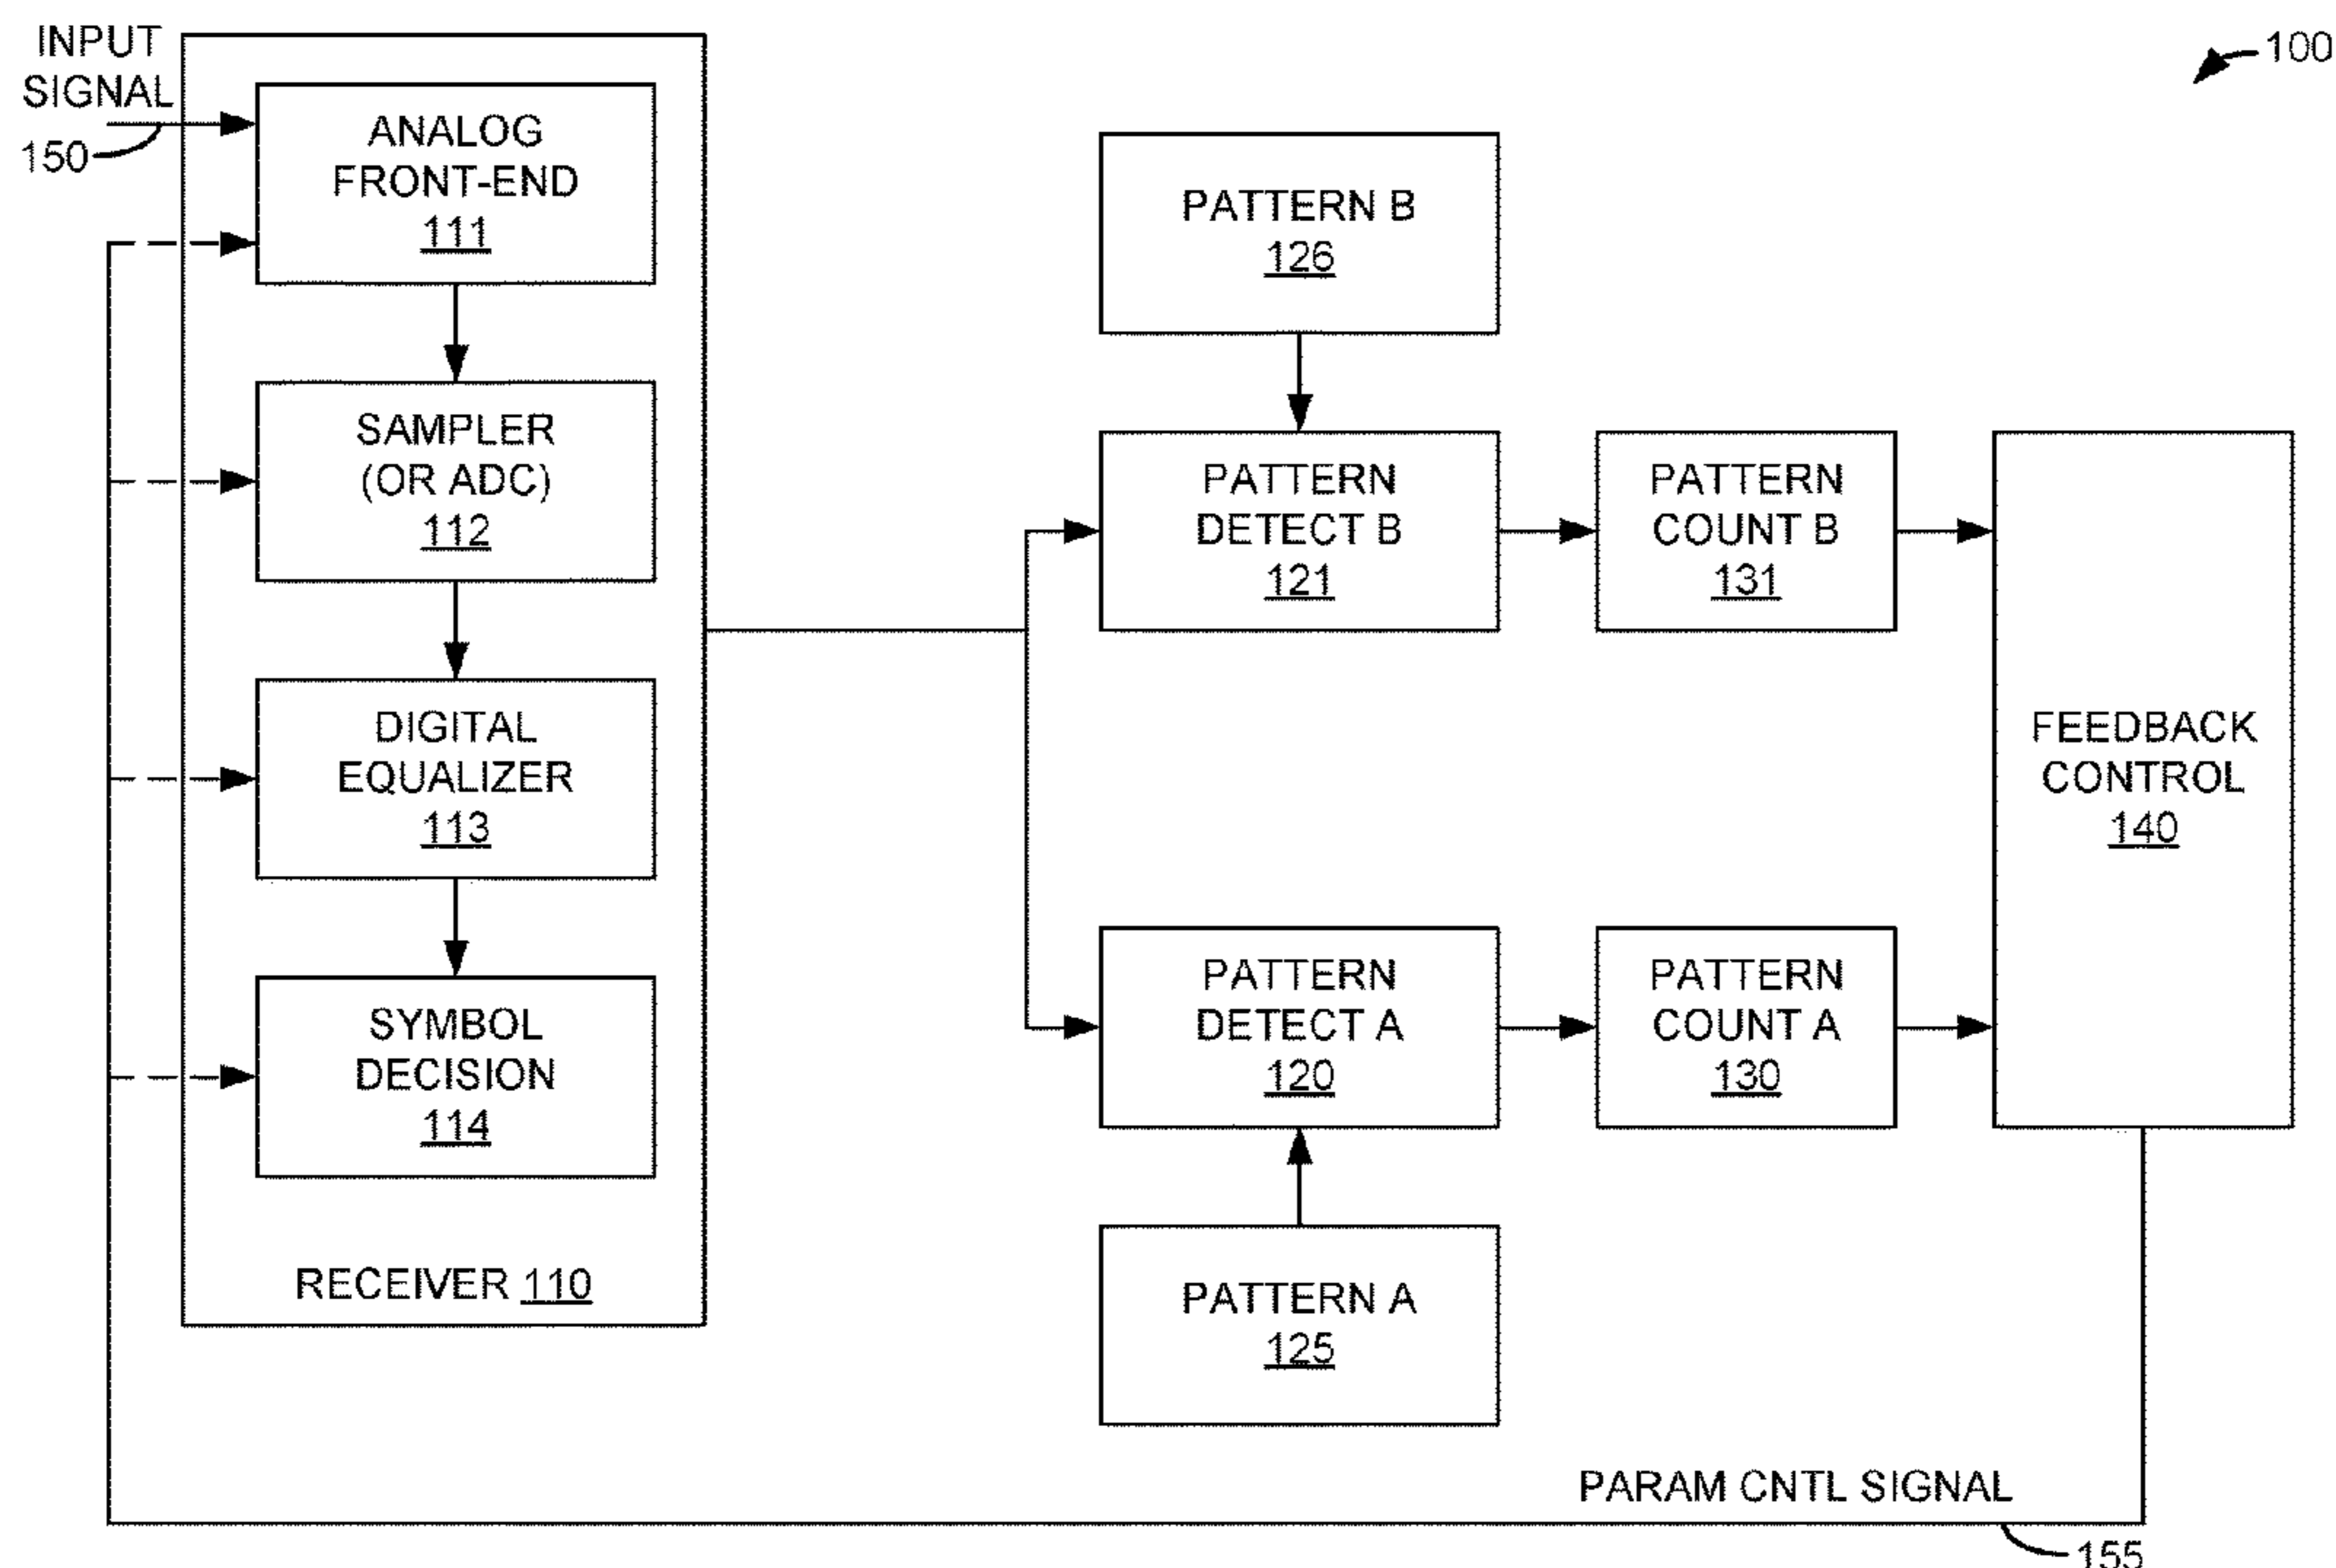 INPUT
SIGNAL
150
100
ANALOG
FRONT-END
111
SAMPLER
(OR ADC)
112
DIGITAL
EQUALIZER
113
SYMBOL
DECISION
114
RECEIVER 110
PATTERN B
126
PATTERN
DETECT B
121
PATTERN
COUNT B
131
FEEDBACK
CONTROL
140
PATTERN
DETECT A
120
PATTERN
COUNT A
130
PATTERN A
125
PARAM CNTL SIGNAL
155